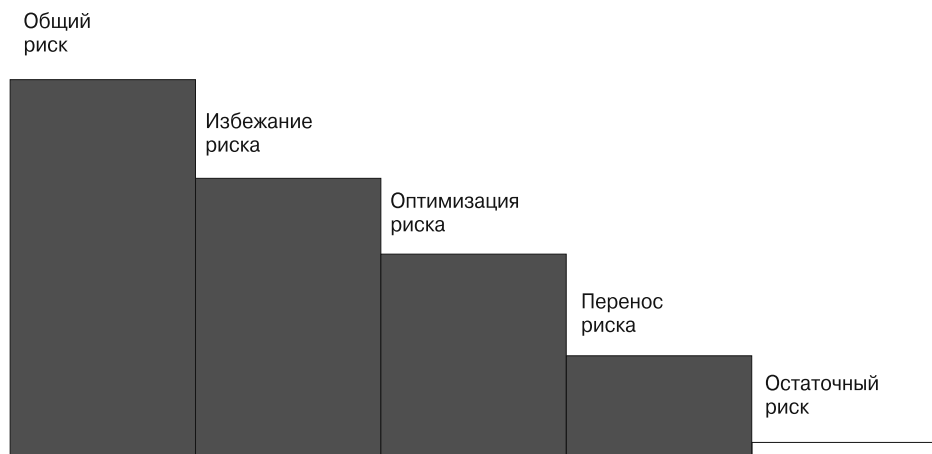 Общий
риск
Избежание
риска
Оптимизация
риска
Перенос
риска
Остаточный
риск